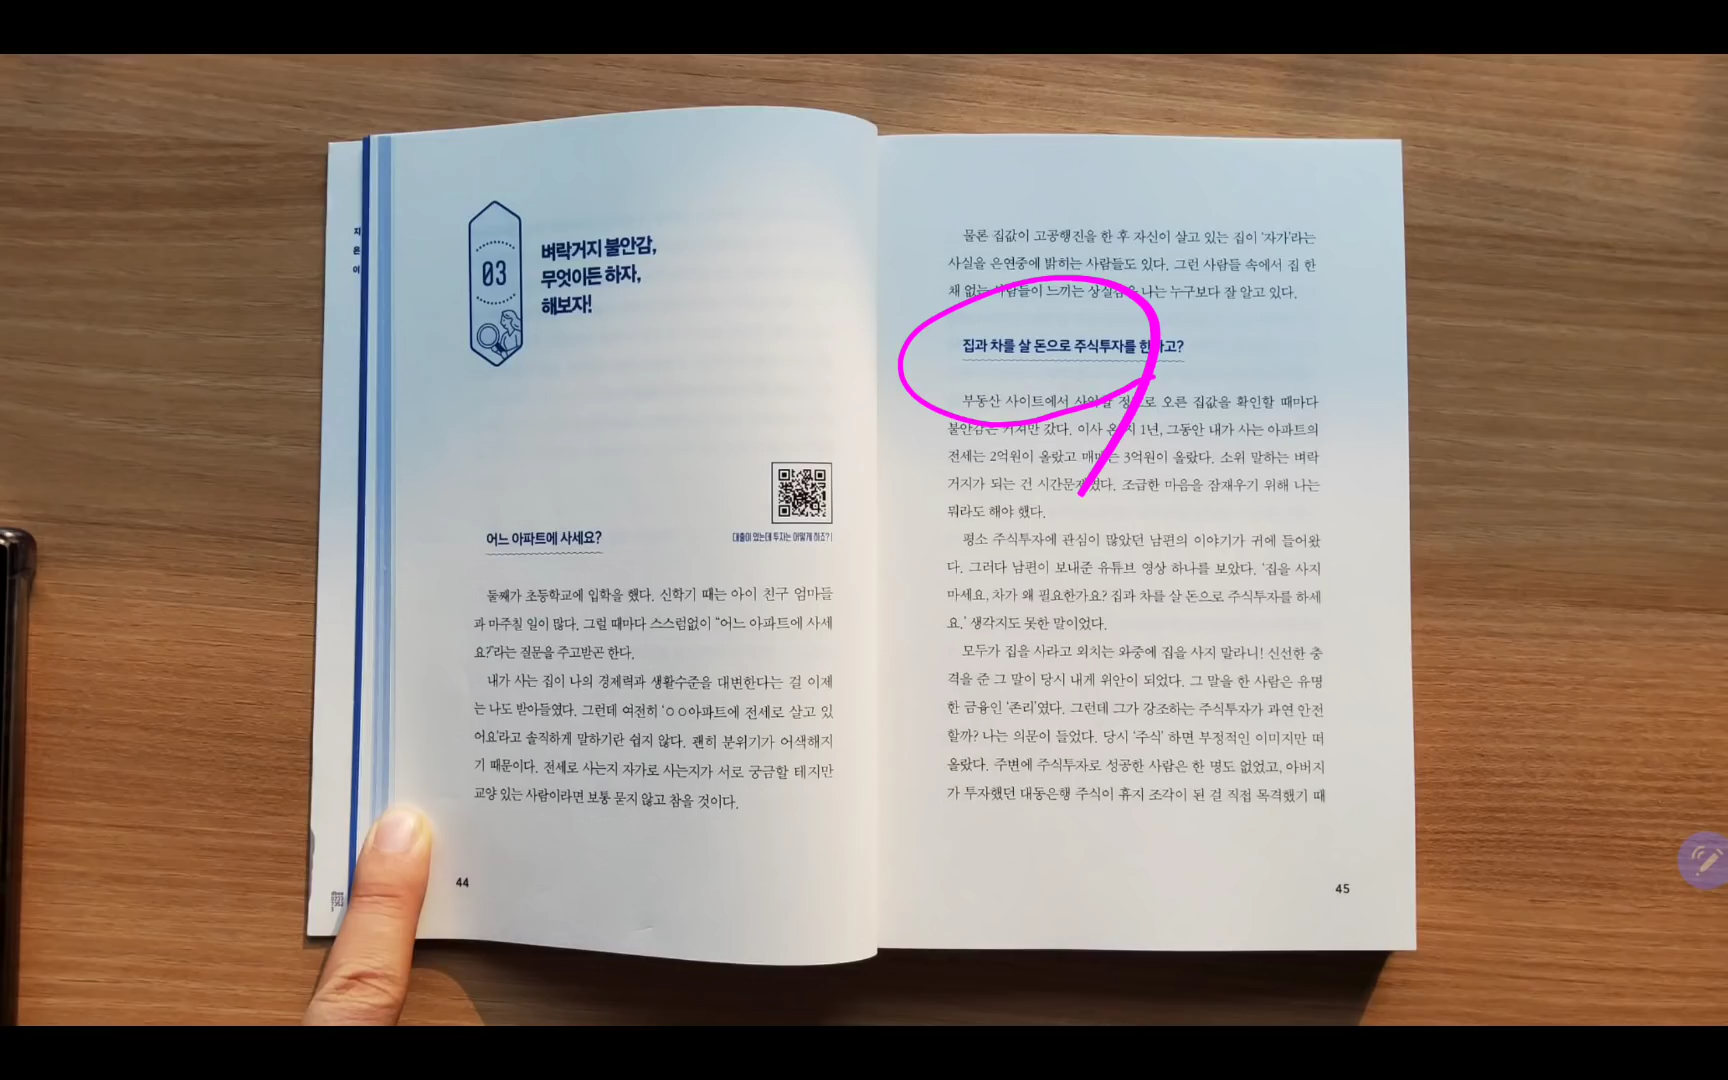 지
은
이
03
벼락거지 불안감,
무엇이든 하자,
해보자!
대출이 있는데 투자는 어떻게 하죠?
어느 아파트에 사세요?
둘째가 초등학교에 입학을 했다. 신학기 때는 아이 친구 엄마들
과 마주칠 일이 많다. 그럴 때마다 스스럼없이 “어느 아파트에 사세
요?”라는 질문을 주고받곤 한다.
내가 사는 집이 나의 경제력과 생활수준을 대변한다는 걸 이제
는 나도 받아들였다. 그런데 여전히 ‘ㅇㅇ아파트에 전세로 살고 있
어요’라고 솔직하게 말하기란 쉽지 않다. 괜히 분위기가 어색해지
기 때문이다. 전세로 사는지 자가로 사는지가 서로 궁금할 테지만
교양 있는 사람이라면 보통 묻지 않고 참을 것이다.
44
물론 집값이 고공행진을 한 후 자신이 살고 있는 집이 ‘자가’라는
사실을 은연중에 밝히는 사람들도 있다. 그런 사람들 속에서 집 한
채 없는 사람들이 느끼는 상실감을 나는 누구보다 잘 알고 있다.
집과 차를 살 돈으로 주식투자를 하라고?
부동산 사이트에서 사악할 정도로 오른 집값을 확인할 때마다
불안감은 커져만 갔다. 이사 온 지 1년, 그동안 내가 사는 아파트의
전세는 2억원이 올랐고 매매는 3억원이 올랐다. 소위 말하는 벼락
거지가 되는 건 시간문제였다. 조급한 마음을 잠재우기 위해 나는
뭐라도 해야 했다.
평소 주식투자에 관심이 많았던 남편의 이야기가 귀에 들어왔
다. 그러다 남편이 보내준 유튜브 영상 하나를 보았다. ‘집을 사지
마세요, 차가 왜 필요한가요? 집과 차를 살 돈으로 주식투자를 하세
요.’ 생각지도 못한 말이었다.
모두가 집을 사라고 외치는 와중에 집을 사지 말라니! 신선한 충
격을 준 그 말이 당시 내게 위안이 되었다. 그 말을 한 사람은 유명
한 금융인 ‘존리’였다. 그런데 그가 강조하는 주식투자가 과연 안전
할까? 나는 의문이 들었다. 당시 ‘주식’ 하면 부정적인 이미지만 떠
올랐다. 주변에 주식투자로 성공한 사람은 한 명도 없었고, 아버지
가 투자했던 대동은행 주식이 휴지 조각이 된 걸 직접 목격했기 때
45